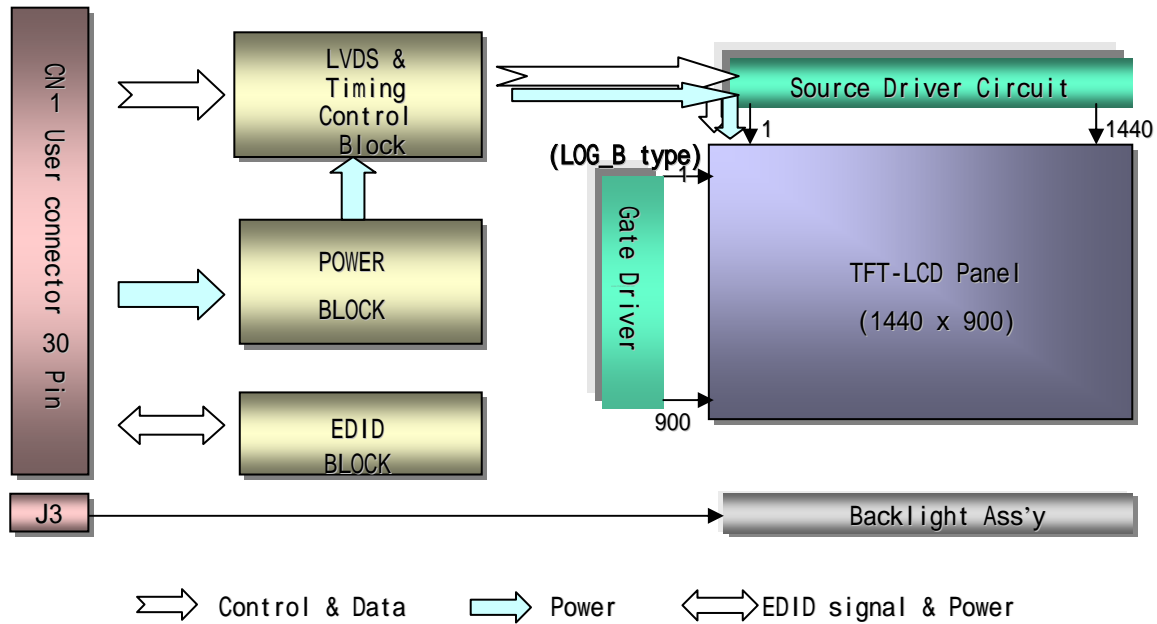 CN-1 User connector 30 Pin
LVDS &
Timing
Control
Block
Source Driver Circuit
1
1440
(LOG_B type)
1
Gate Driver
900
POWER
BLOCK
TFT-LCD Panel
(1440 x 900)
EDID
BLOCK
J3
Backlight Ass'y
Control & Data
Power
EDID signal & Power